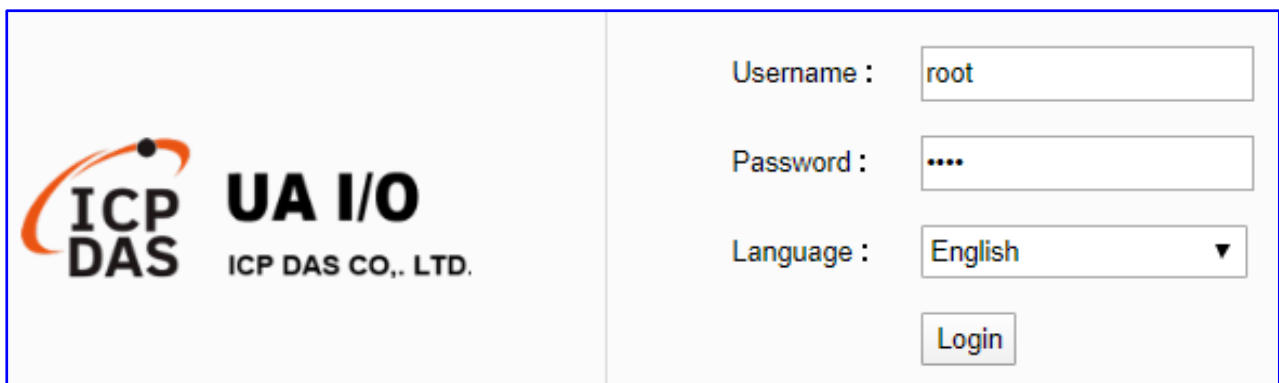 ICP
DAS
UA I/O
ICP DAS CO,. LTD.
Username :
root
Password :
••••
Language :
English ▼
Login